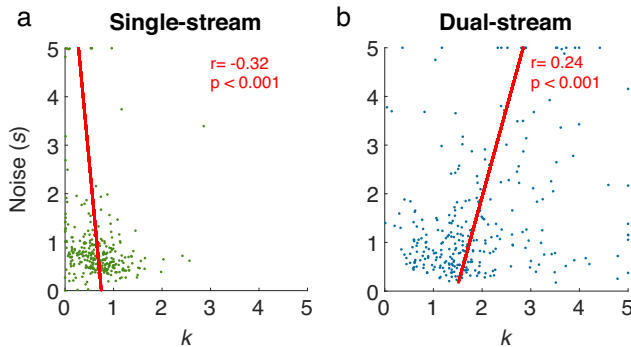 a
Single-stream
b
Dual-stream
r= -0.32
p < 0.001
r= 0.24
p < 0.001
Noise (s)
5
4
3
2
1
0
0 1 2 3 4 5
k
5
4
3
2
1
0
0 1 2 3 4 5
k